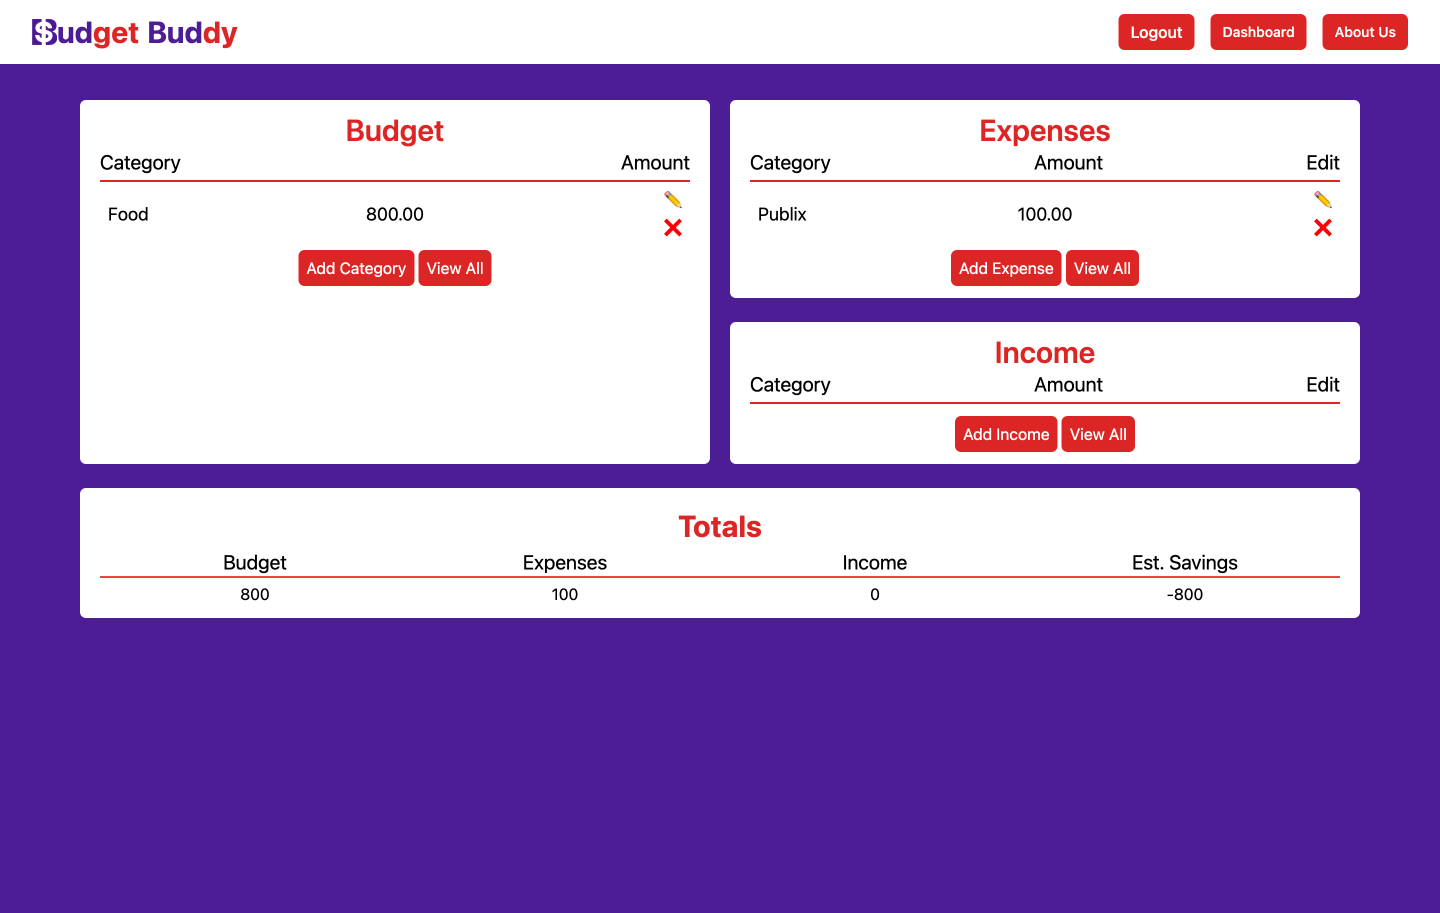 $Budget Buddy
Logout Dashboard About Us
Budget
Category Amount
Food 800.00
Add Category View All
Expenses
Category Amount Edit
Publix 100.00
Add Expense View All
Income
Category Amount Edit
Add Income View All
Totals
Budget Expenses Income Est. Savings
800 100 0 -800